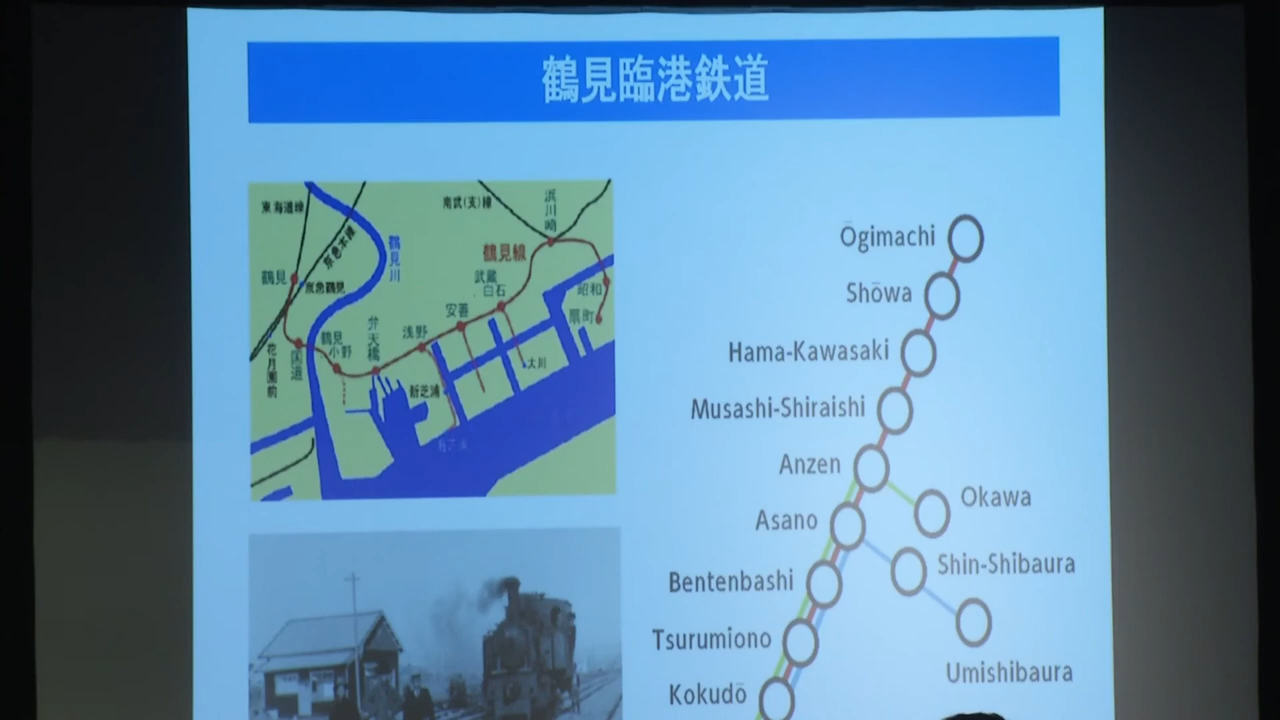 鶴見臨港鉄道
東海道線
京急本線
鶴見川
南武(支)線
浜川崎
鶴見線
鶴見
京急鶴見
武蔵白石
昭和
扇町
安善
浅野
弁天橋
鶴見小野
国道
花月園前
新芝浦
大川
Ōgimachi
Shōwa
Hama-Kawasaki
Musashi-Shiraishi
Anzen
Okawa
Asano
Shin-Shibaura
Bentenbashi
Tsurumiono
Umishibaura
Kokudō